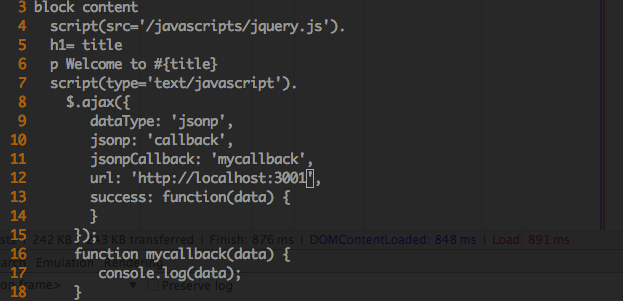 3 block content
4 script(src='/javascripts/jquery.js').
5 h1= title
6 p Welcome to #{title}
7 script(type='text/javascript').
8 $.ajax({
9 dataType: 'jsonp',
10 jsonp: 'callback',
11 jsonpCallback: 'mycallback',
12 url: 'http://localhost:3001',
13 success: function(data) {
14 }
15 });
242 KB transferred | Finish: 876 ms | DOMContentLoaded: 848 ms | Load: 891 ms
16 function mycallback(data) {
Emulation
17 console.log(data);
frame> ▼ Preserve log
18 }